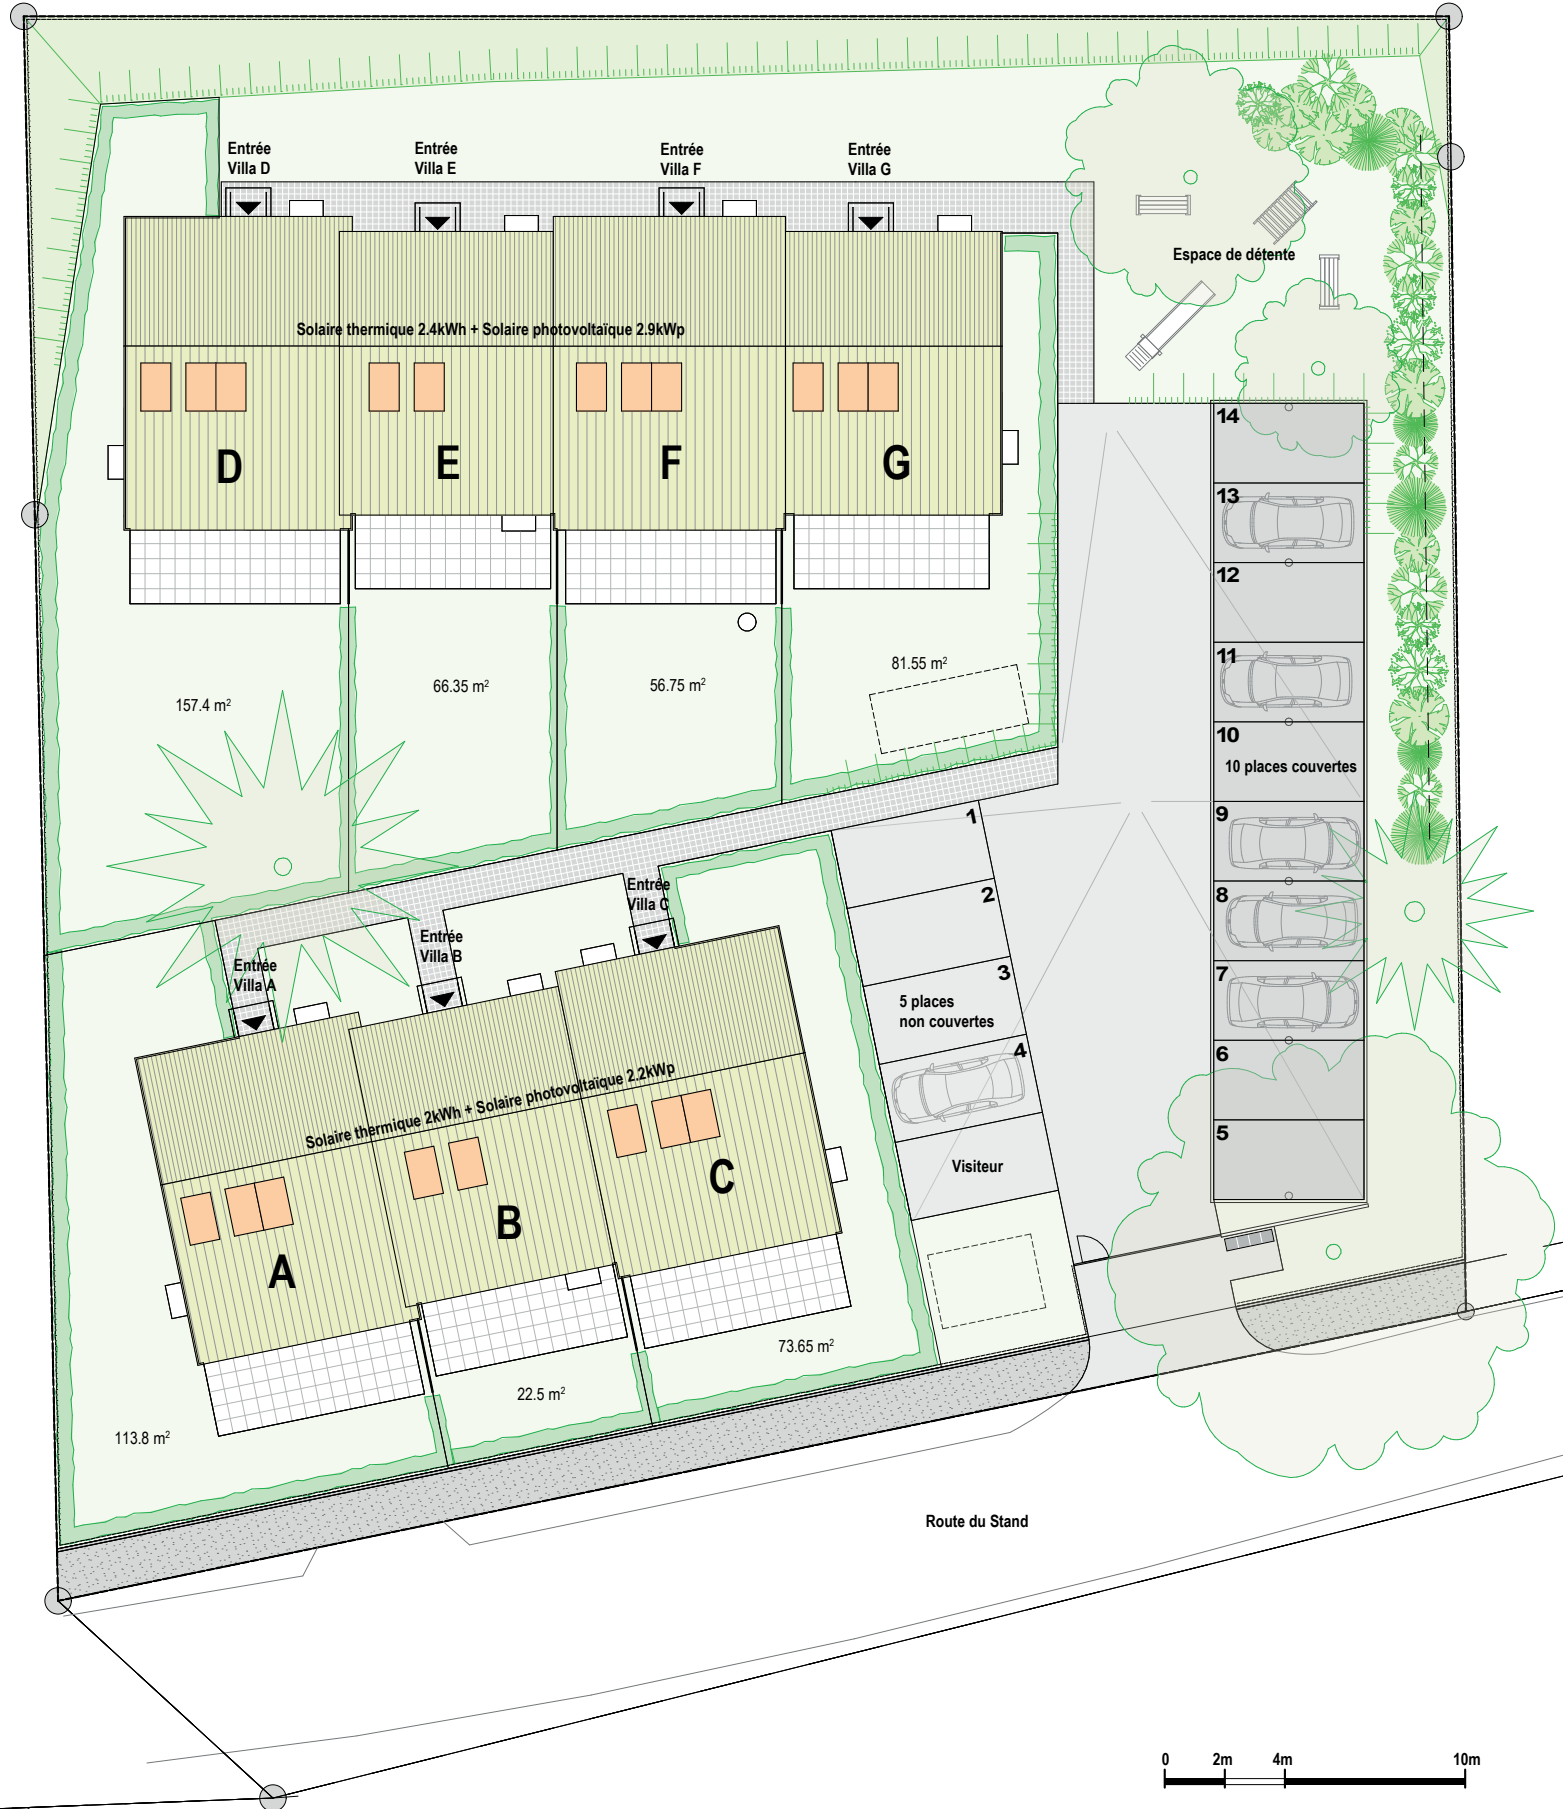 Entrée
Villa D
Entrée
Villa E
Entrée
Villa F
Entrée
Villa G
Espace de détente
Solaire thermique 2.4kWh + Solaire photovoltaïque 2.9kWp
D
E
F
G
14
13
12
11
10
10 places couvertes
9
8
7
6
5
157.4 m²
66.35 m²
56.75 m²
81.55 m²
1
2
3
5 places
non couvertes
4
Visiteur
Entrée
Villa A
Entrée
Villa B
Entrée
Villa C
Solaire thermique 2kWh + Solaire photovoltaïque 2.2kWp
A
B
C
113.8 m²
22.5 m²
73.65 m²
Route du Stand
0 2m 4m 10m